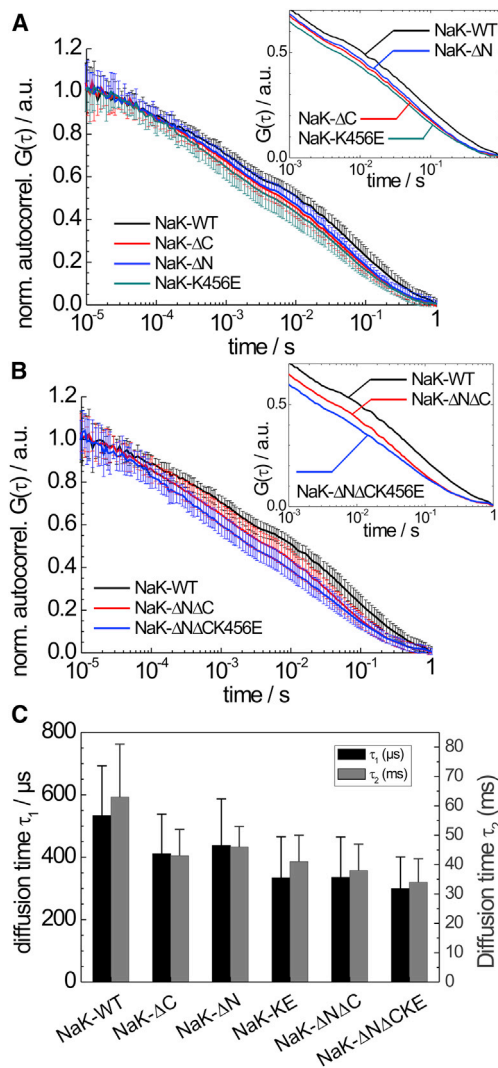 A
norm. autocorrel. G(τ) / a.u.
1.2
1.0
0.8
0.6
0.4
0.2
0.0
NaK-WT
NaK-ΔC
NaK-ΔN
NaK-K456E
10⁻⁵ 10⁻⁴ 10⁻³ 10⁻² 10⁻¹ 1
time / s
G(τ) / a.u.
0.5
0.0
NaK-WT
NaK-ΔN
NaK-ΔC
NaK-K456E
10⁻³ 10⁻² 10⁻¹
time / s
B
norm. autocorrel. G(τ) / a.u.
1.2
1.0
0.8
0.6
0.4
0.2
0.0
NaK-WT
NaK-ΔNΔC
NaK-ΔNΔCK456E
10⁻⁵ 10⁻⁴ 10⁻³ 10⁻² 10⁻¹ 1
time / s
G(τ) / a.u.
0.5
0.0
NaK-WT
NaK-ΔNΔC
NaK-ΔNΔCK456E
10⁻³ 10⁻² 10⁻¹ 1
time / s
C
diffusion time τ₁ / µs
800
600
400
200
0
τ₁ (µs)
τ₂ (ms)
80
70
60
50
40
30
20
10
0
Diffusion time τ₂ (ms)
NaK-WT
NaK-ΔC
NaK-ΔN
NaK-KE
NaK-ΔNΔC
NaK-ΔNΔCKE